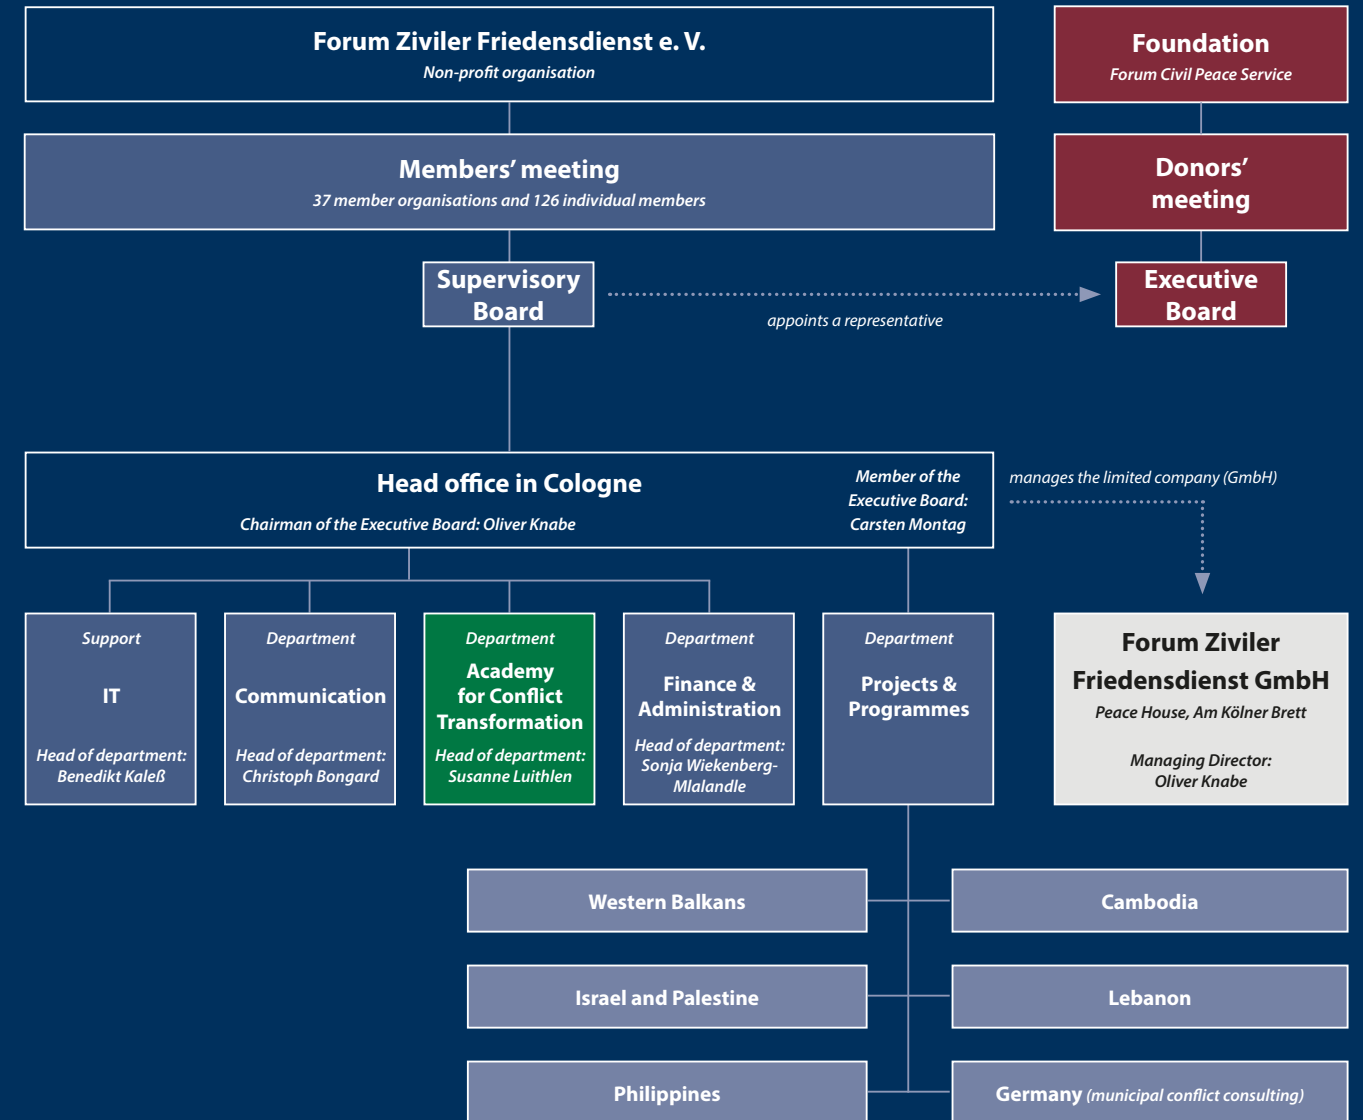 Forum Ziviler Friedensdienst e. V.
Non-profit organisation
Foundation
Forum Civil Peace Service
Members’ meeting
37 member organisations and 126 individual members
Donors’
meeting
Supervisory
Board
appoints a representative
Executive
Board
Head office in Cologne
Chairman of the Executive Board: Oliver Knabe
Member of the
Executive Board:
Carsten Montag
manages the limited company (GmbH)
Support
IT
Head of department:
Benedikt Kaleß
Department
Communication
Head of department:
Christoph Bongard
Department
Academy
for Conflict
Transformation
Head of department:
Susanne Luithlen
Department
Finance &
Administration
Head of department:
Sonja Wiekenberg-
Mlalandle
Department
Projects &
Programmes
Forum Ziviler
Friedensdienst GmbH
Peace House, Am Kölner Brett
Managing Director:
Oliver Knabe
Western Balkans
Cambodia
Israel and Palestine
Lebanon
Philippines
Germany (municipal conflict consulting)